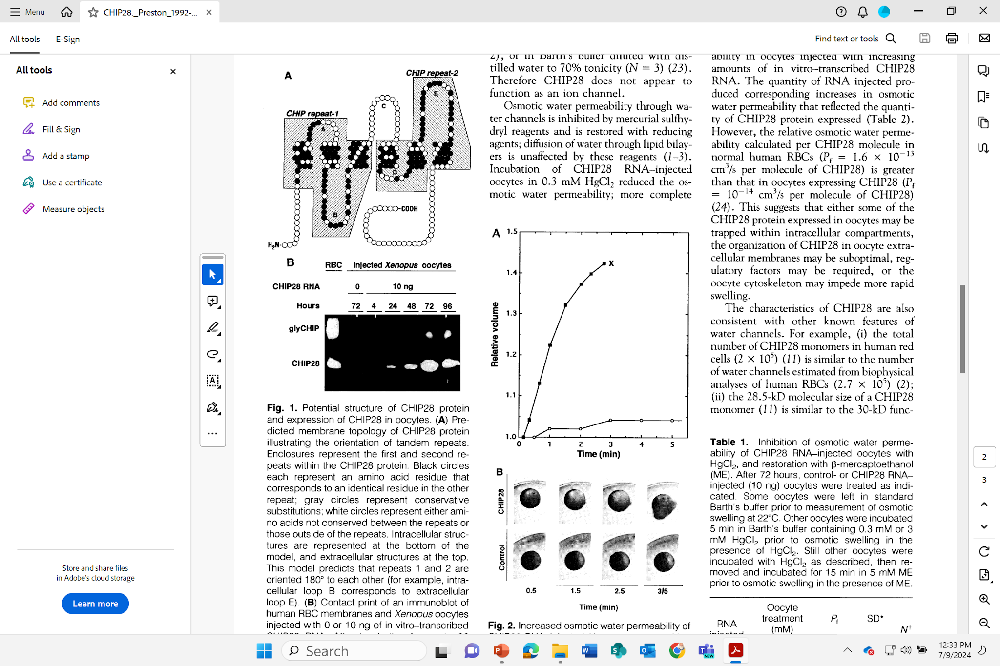 Menu
CHIP28._Preston_1992-...
All tools
E-Sign
Find text or tools
All tools
Add comments
Fill & Sign
Add a stamp
Use a certificate
Measure objects
Store and share files
in Adobe's cloud storage
Learn more
A
CHIP repeat-2
E
C
CHIP repeat-1
A
D
B
-COOH
H₂N-
B
RBC
Injected Xenopus oocytes
CHIP28 RNA
0
10 ng
Hours
72 4 24 48 72 96
glyCHIP
CHIP28
Fig. 1. Potential structure of CHIP28 protein
and expression of CHIP28 in oocytes. (A) Pre-
dicted membrane topology of CHIP28 protein
illustrating the orientation of tandem repeats.
Enclosures represent the first and second re-
peats within the CHIP28 protein. Black circles
each represent an amino acid residue that
corresponds to an identical residue in the other
repeat; gray circles represent conservative
substitutions; white circles represent either ami-
no acids not conserved between the repeats or
those outside of the repeats. Intracellular struc-
tures are represented at the bottom of the
model, and extracellular structures at the top.
This model predicts that repeats 1 and 2 are
oriented 180° to each other (for example, intra-
cellular loop B corresponds to extracellular
loop E). (B) Contact print of an immunoblot of
human RBC membranes and Xenopus oocytes
injected with 0 or 10 ng of in vitro–transcribed
2), or in Barth's buffer diluted with dis-
tilled water to 70% tonicity (N = 3) (23).
Therefore CHIP28 does not appear to
function as an ion channel.
Osmotic water permeability through wa-
ter channels is inhibited by mercurial sulfhy-
dryl reagents and is restored with reducing
agents; diffusion of water through lipid bilay-
ers is unaffected by these reagents (1–3).
Incubation of CHIP28 RNA–injected
oocytes in 0.3 mM HgCl₂ reduced the os-
motic water permeability; more complete
A
1.5
1.4
1.3
1.2
1.1
1.0
Relative volume
X
0 1 2 3 4 5
Time (min)
B
CHIP28
Control
0.5 1.5 2.5 3/5
Time (min)
Fig. 2. Increased osmotic water permeability of
ability in oocytes injected with increasing
amounts of in vitro–transcribed CHIP28
RNA. The quantity of RNA injected pro-
duced corresponding increases in osmotic
water permeability that reflected the quanti-
ty of CHIP28 protein expressed (Table 2).
However, the relative osmotic water perme-
ability calculated per CHIP28 molecule in
normal human RBCs (Pf = 1.6 × 10⁻¹³
cm³/s per molecule of CHIP28) is greater
than that in oocytes expressing CHIP28 (Pf
= 10⁻¹⁴ cm³/s per molecule of CHIP28)
(24). This suggests that either some of the
CHIP28 protein expressed in oocytes may be
trapped within intracellular compartments,
the organization of CHIP28 in oocyte extra-
cellular membranes may be suboptimal, reg-
ulatory factors may be required, or the
oocyte cytoskeleton may impede more rapid
swelling.
The characteristics of CHIP28 are also
consistent with other known features of
water channels. For example, (i) the total
number of CHIP28 monomers in human red
cells (2 × 10⁵) (11) is similar to the number
of water channels estimated from biophysical
analyses of human RBCs (2.7 × 10⁵) (2);
(ii) the 28.5-kD molecular size of a CHIP28
monomer (11) is similar to the 30-kD func-
Table 1. Inhibition of osmotic water perme-
ability of CHIP28 RNA–injected oocytes with
HgCl₂, and restoration with β-mercaptoethanol
(ME). After 72 hours, control- or CHIP28 RNA–
injected (10 ng) oocytes were treated as indi-
cated. Some oocytes were left in standard
Barth's buffer prior to measurement of osmotic
swelling at 22°C. Other oocytes were incubated
5 min in Barth's buffer containing 0.3 mM or 3
mM HgCl₂ prior to osmotic swelling in the
presence of HgCl₂. Still other oocytes were
incubated with HgCl₂ as described, then re-
moved and incubated for 15 min in 5 mM ME
prior to osmotic swelling in the presence of ME.
RNA
Oocyte
treatment
(mM)
Pf
SD*
N†
2
3
Search
NEW
12:33 PM
7/9/2024